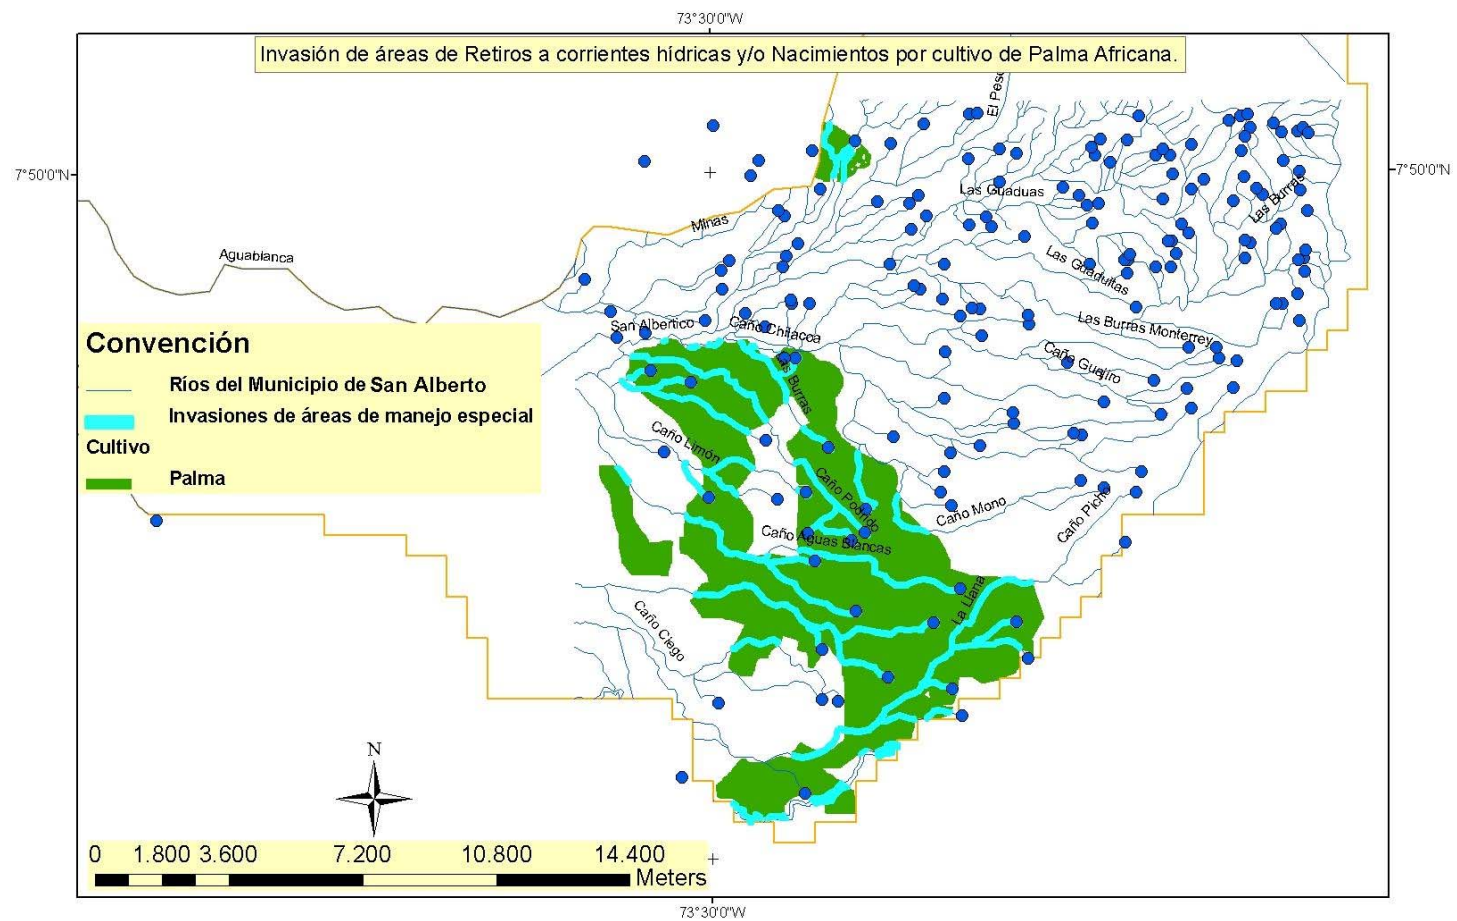 73°30'0"W
Invasión de áreas de Retiros a corrientes hídricas y/o Nacimientos por cultivo de Palma Africana.
El Peso
7°50'0"N
7°50'0"N
Las Guaduas
Las Burras
Minas
Aguablanca
Las Guaduitas
San Albertico
Caño Chilacca
Las Burras Monterrey
Caño Guajiro
Las Burras
Convención
Ríos del Municipio de San Alberto
Invasiones de áreas de manejo especial
Cultivo
Palma
Caño Limón
Caño Podrido
Caño Mono
Caño Picho
Caño Aguas Blancas
La Llana
Caño Ciego
N
0 1.800 3.600 7.200 10.800 14.400
Meters
73°30'0"W